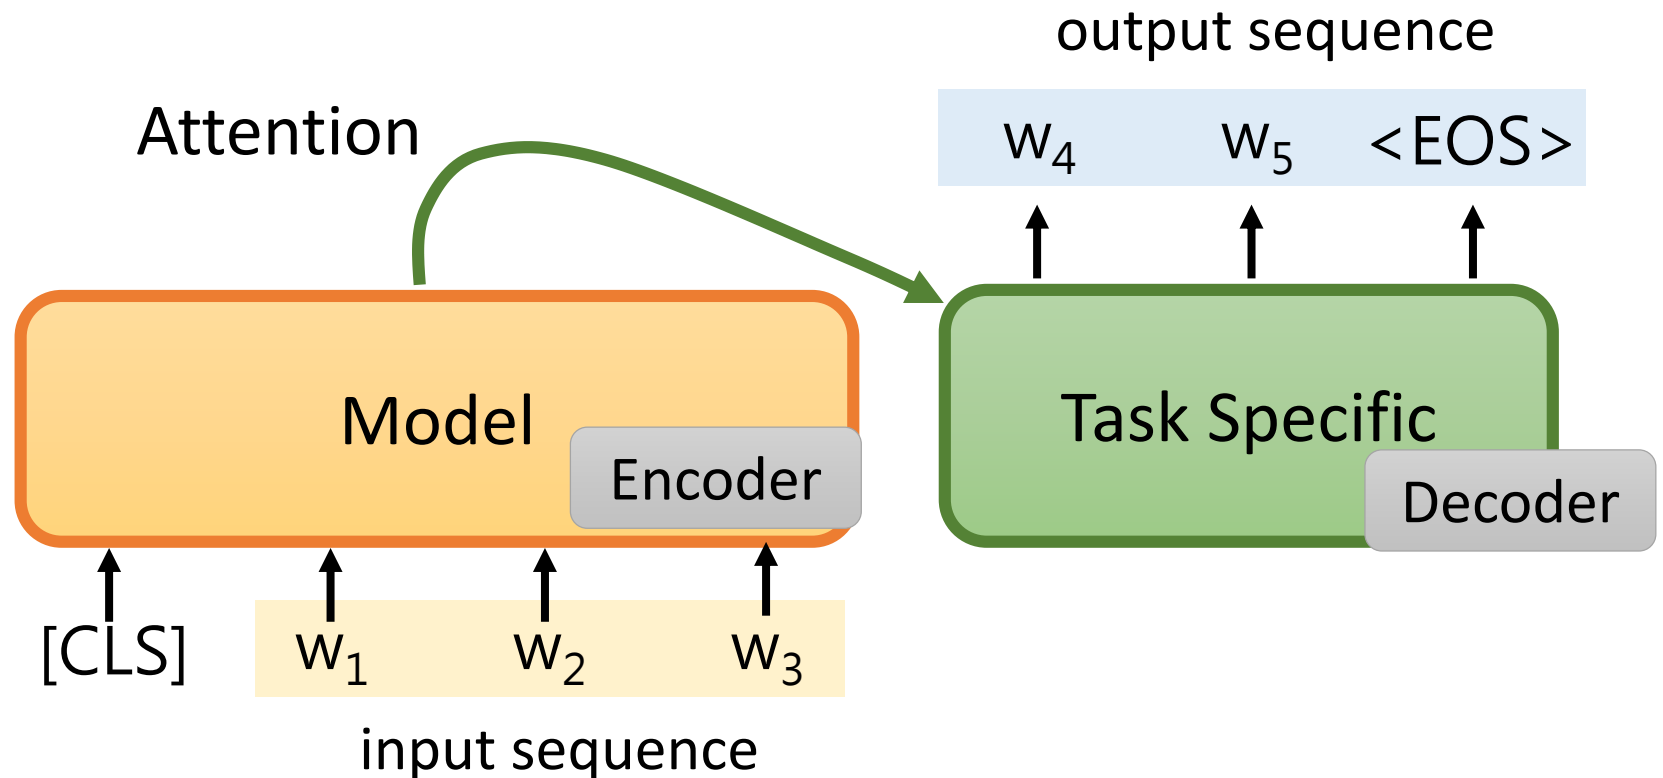 output sequence
Attention
w4 w5 <EOS>
Model
Task Specific
Encoder
Decoder
[CLS] w1 w2 w3
input sequence